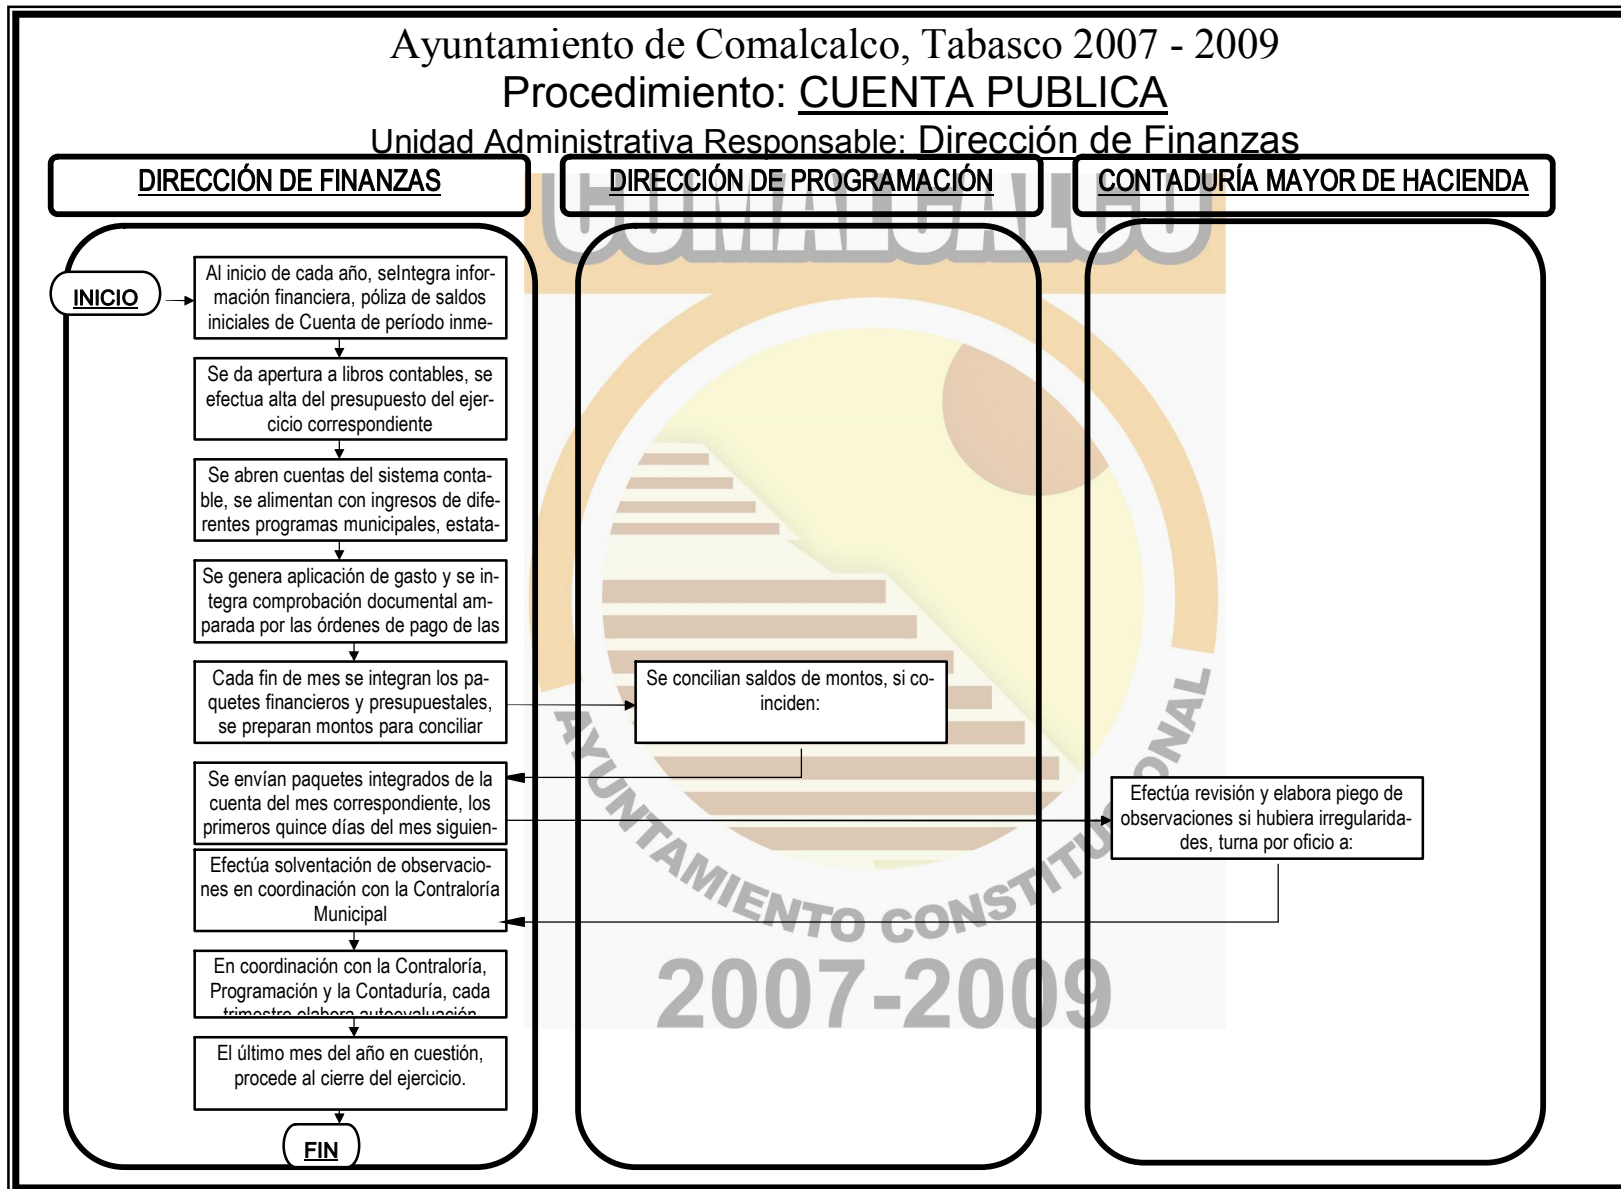 Ayuntamiento de Comalcalco, Tabasco 2007 - 2009
Procedimiento: CUENTA PUBLICA
Unidad Administrativa Responsable: Dirección de Finanzas
DIRECCIÓN DE FINANZAS
DIRECCIÓN DE PROGRAMACIÓN
CONTADURÍA MAYOR DE HACIENDA
COMALCALCO
INICIO
Al inicio de cada año, seIntegra infor-
mación financiera, póliza de saldos
iniciales de Cuenta de período inme-
Se da apertura a libros contables, se
efectua alta del presupuesto del ejer-
cicio correspondiente
Se abren cuentas del sistema conta-
ble, se alimentan con ingresos de dife-
rentes programas municipales, estata-
Se genera aplicación de gasto y se in-
tegra comprobación documental am-
parada por las órdenes de pago de las
Cada fin de mes se integran los pa-
quetes financieros y presupuestales,
se preparan montos para conciliar
Se concilian saldos de montos, si co-
inciden:
Se envían paquetes integrados de la
cuenta del mes correspondiente, los
primeros quince días del mes siguien-
Efectúa revisión y elabora piego de
observaciones si hubiera irregularida-
des, turna por oficio a:
Efectúa solventación de observacio-
nes en coordinación con la Contraloría
Municipal
En coordinación con la Contraloría,
Programación y la Contaduría, cada
trimestre elabora autoevaluación
El último mes del año en cuestión,
procede al cierre del ejercicio.
FIN
AYUNTAMIENTO CONSTITUCIONAL
2007-2009